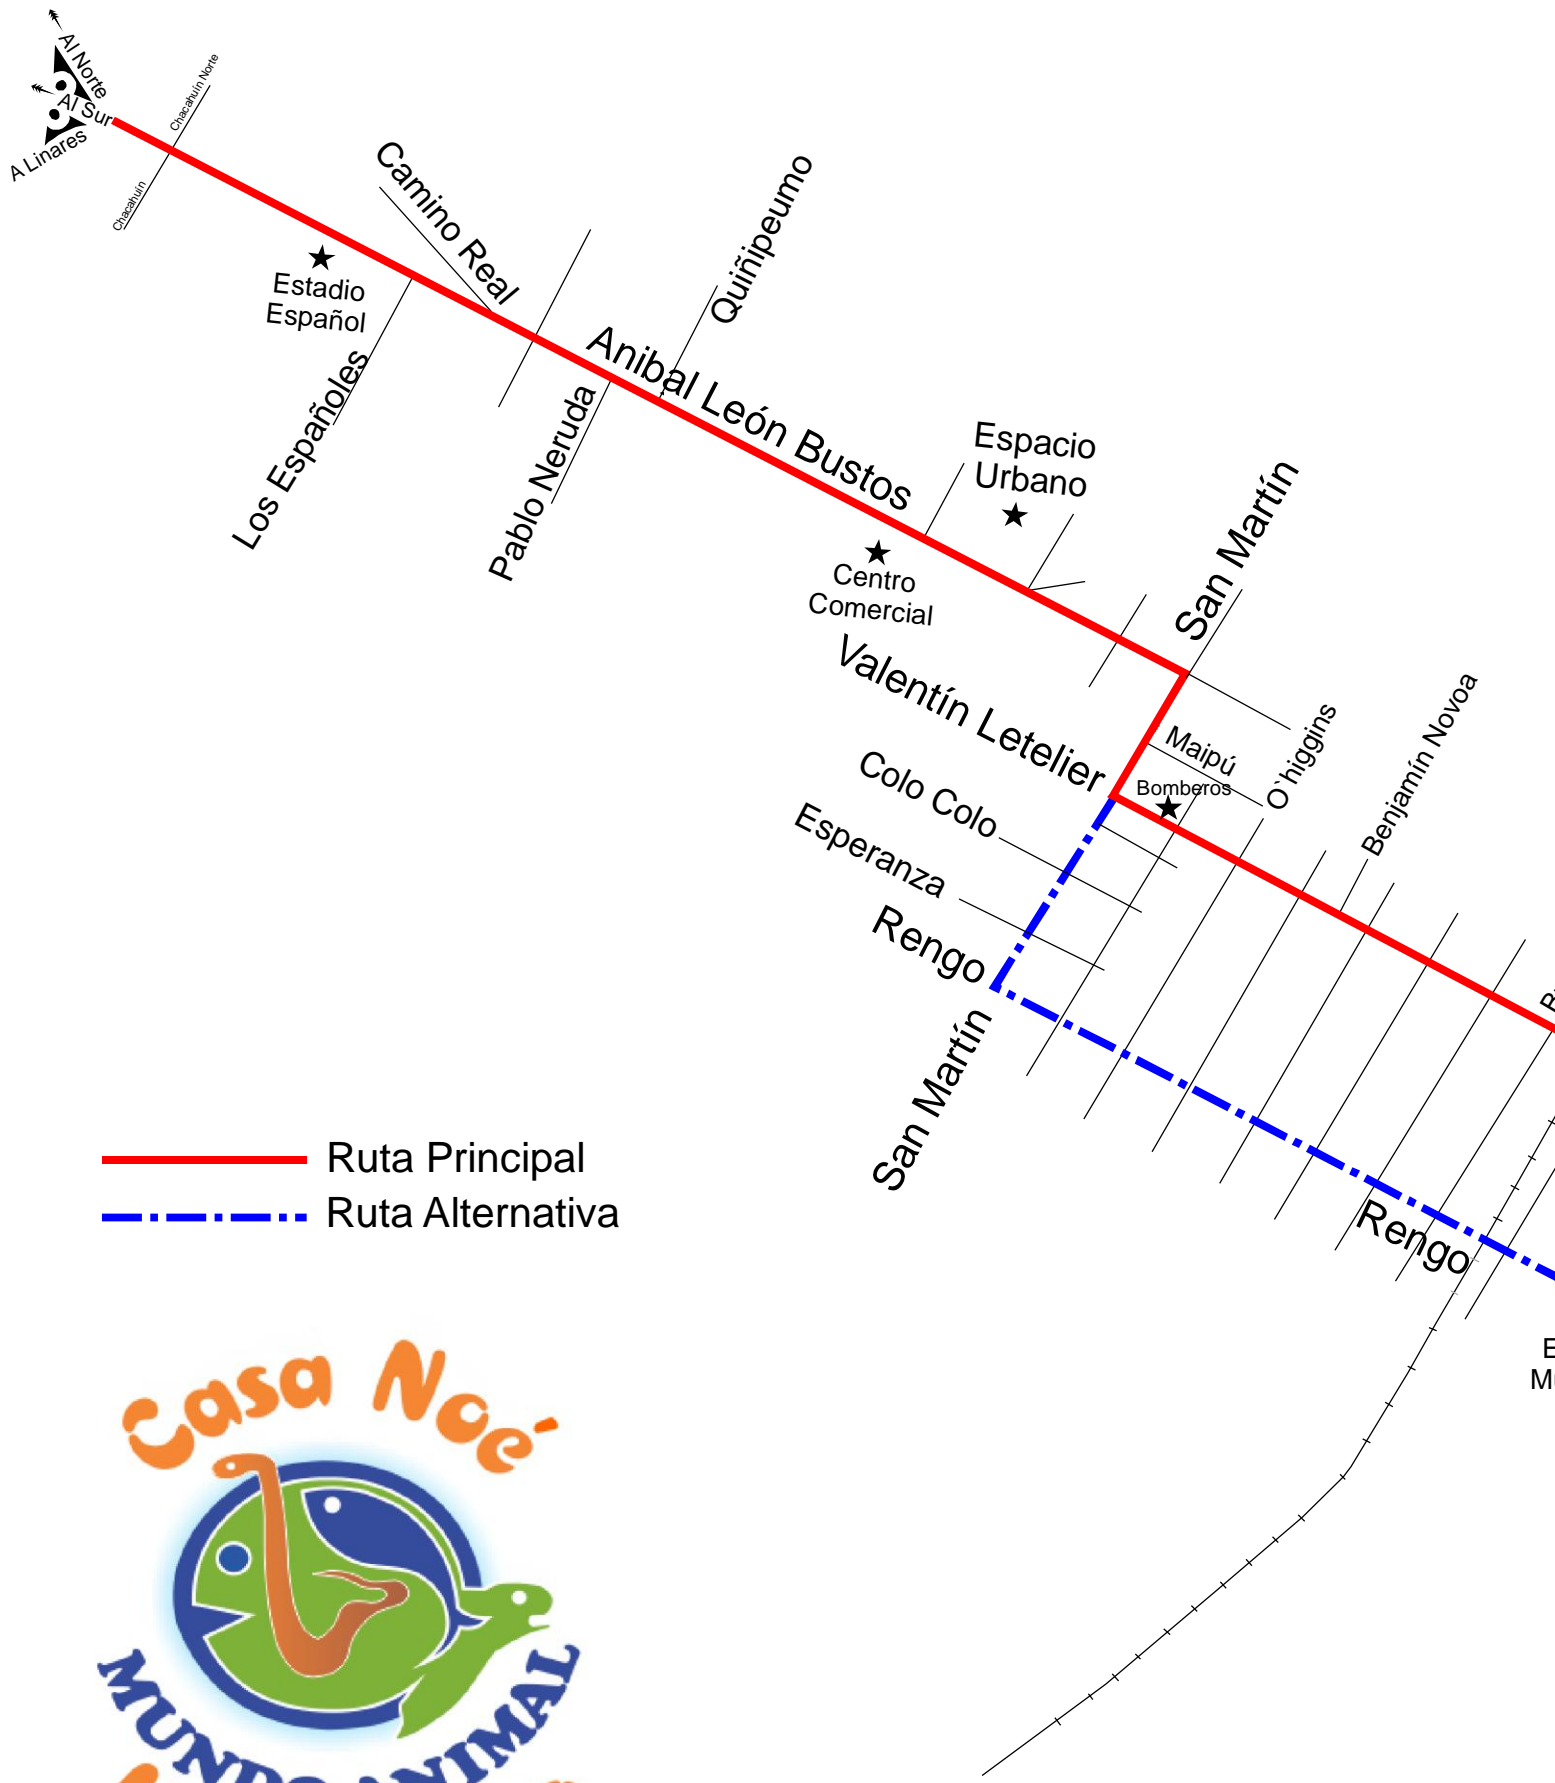 Al Norte
Al Sur
A Linares
Chacahuín Norte
Chacahuín
Camino Real
Quiñipeumo
Estadio
Español
Los Españoles
Pablo Neruda
Anibal León Bustos
Espacio
Urbano
Centro
Comercial
San Martín
Valentín Letelier
Maipú
Bomberos
O`higgins
Benjamín Novoa
Colo Colo
Esperanza
Rengo
San Martín
Rengo
Ruta Principal
Ruta Alternativa
Casa Noé
MUNDO ANIMAL